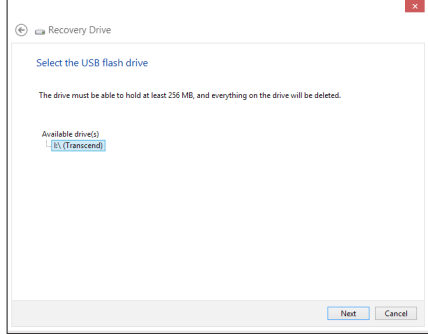 Recovery Drive
Select the USB flash drive
The drive must be able to hold at least 256 MB, and everything on the drive will be deleted.
Available drive(s)
I:\ (Transcend)
Next Cancel